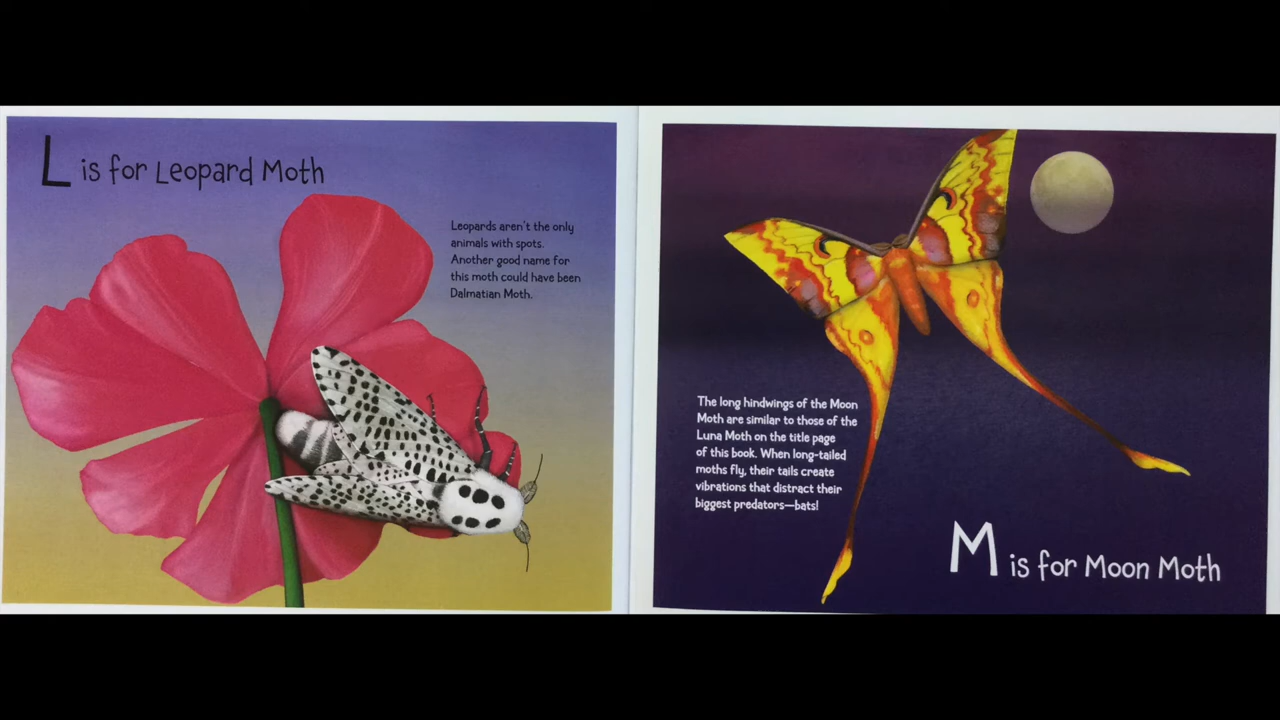 L is for Leopard Moth
Leopards aren't the only
animals with spots.
Another good name for
this moth could have been
Dalmatian Moth.
The long hindwings of the Moon
Moth are similar to those of the
Luna Moth on the title page
of this book. When long-tailed
moths fly, their tails create
vibrations that distract their
biggest predators—bats!
M is for Moon Moth